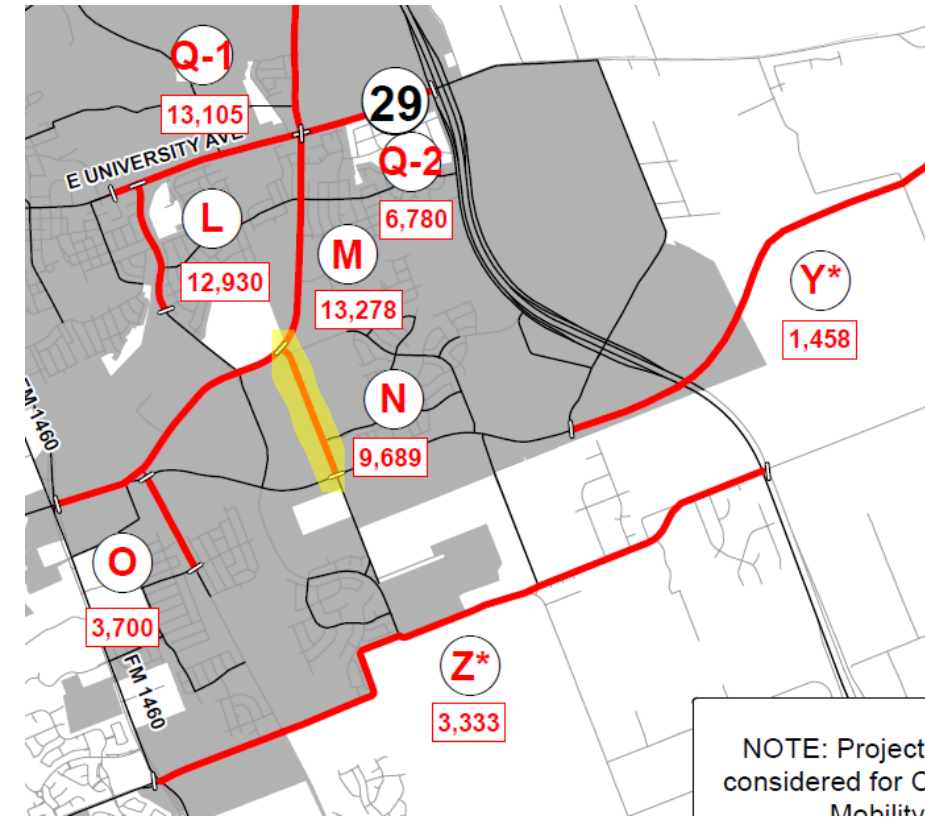 Q-1
13,105
29
E UNIVERSITY AVE
Q-2
6,780
L
12,930
M
13,278
Y*
1,458
N
9,689
FM 1460
O
3,700
FM 1460
Z*
3,333
NOTE: Project
considered for C
Mobility